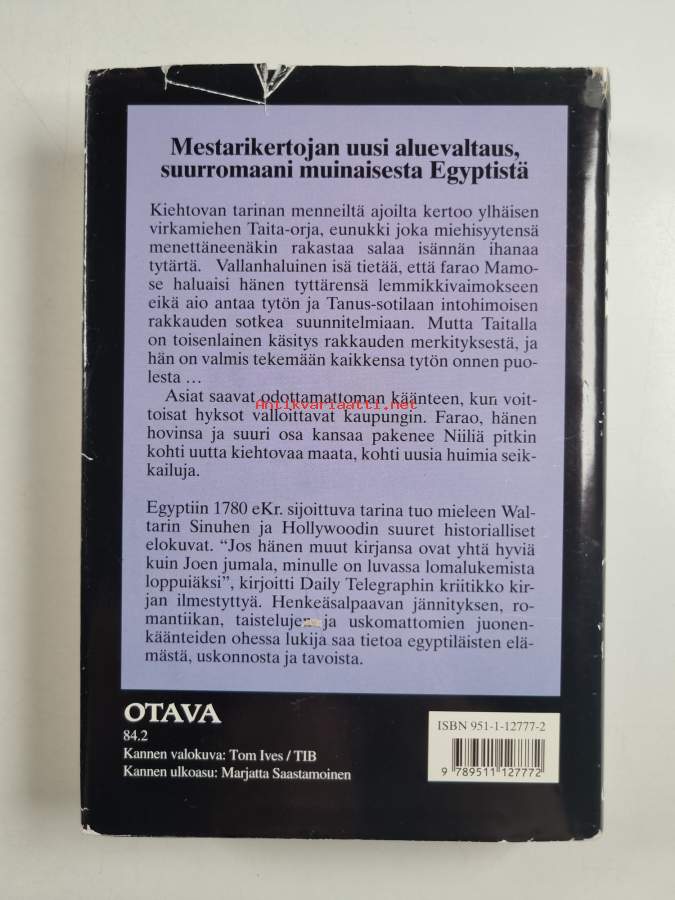 Mestarikertojan uusi aluevaltaus,
suurromaani muinaisesta Egyptistä
Kiehtovan tarinan menneiltä ajoilta kertoo ylhäisen
virkamiehen Taita-orja, eunukki joka miehisyytensä
menettäneenäkin rakastaa salaa isännän ihanaa
tytärtä. Vallanhaluinen isä tietää, että farao Mamo-
se haluaisi hänen tyttärensä lemmikkivaimokseen
eikä aio antaa tytön ja Tanus-sotilaan intohimoisen
rakkauden sotkea suunnitelmiaan. Mutta Taitalla
on toisenlainen käsitys rakkauden merkityksestä, ja
hän on valmis tekemään kaikkensa tytön onnen puo-
lesta ...
Asiat saavat odottamattoman käänteen, kun voit-
Antikvariaatti.net
toisat hyksot valloittavat kaupungin. Farao, hänen
hovinsa ja suuri osa kansaa pakenee Niiliä pitkin
kohti uutta kiehtovaa maata, kohti uusia huimia seik-
kailuja.
Egyptiin 1780 eKr. sijoittuva tarina tuo mieleen Wal-
tarin Sinuhen ja Hollywoodin suuret historialliset
elokuvat. “Jos hänen muut kirjansa ovat yhtä hyviä
kuin Joen jumala, minulle on luvassa lomalukemista
loppuiäksi”, kirjoitti Daily Telegraphin kriitikko kir-
jan ilmestyttyä. Henkeäsalpaavan jännityksen, ro-
mantiikan, taistelujen ja uskomattomien juonen-
käänteiden ohessa lukija saa tietoa egyptiläisten elä-
mästä, uskonnosta ja tavoista.
OTAVA
84.2
Kannen valokuva: Tom Ives / TIB
Kannen ulkoasu: Marjatta Saastamoinen
ISBN 951-1-12777-2
9 789511 127772